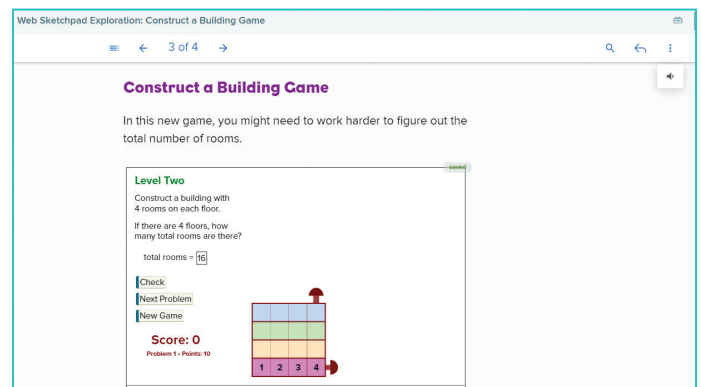 Web Sketchpad Exploration: Construct a Building Game
3 of 4
Construct a Building Game
In this new game, you might need to work harder to figure out the
total number of rooms.
saved
Level Two
Construct a building with
4 rooms on each floor.
If there are 4 floors, how
many total rooms are there?
total rooms = 16
Check
Next Problem
New Game
Score: 0
Problem 1 • Points: 10
1 2 3 4